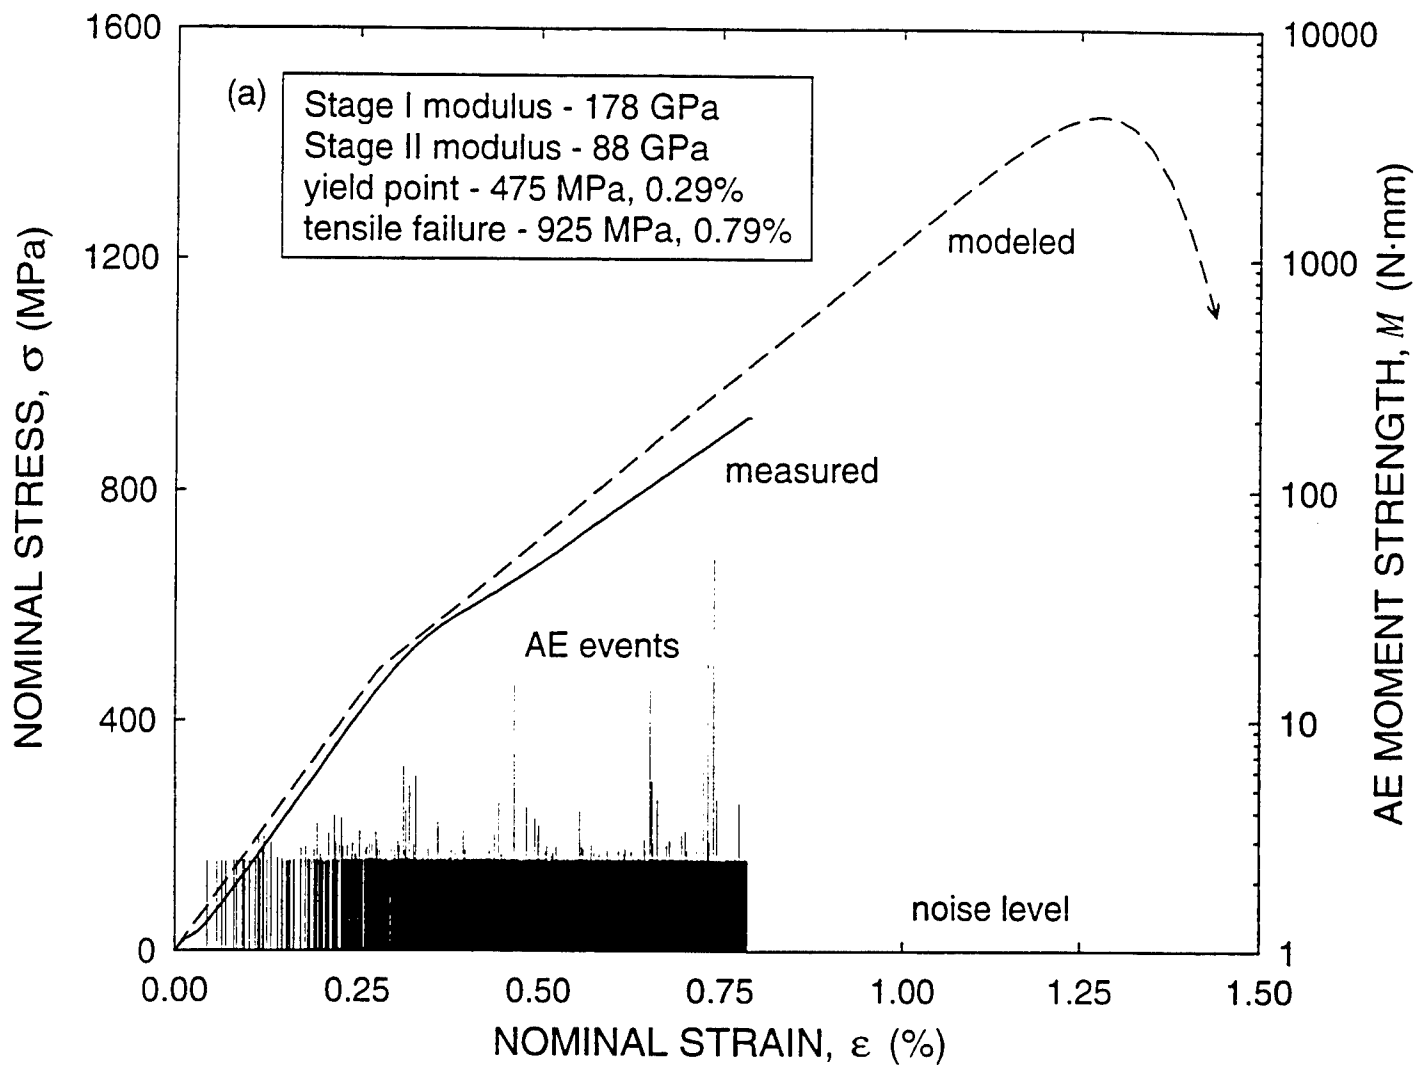 1600
1200
800
400
0
NOMINAL STRESS, σ (MPa)
(a)
Stage I modulus - 178 GPa
Stage II modulus - 88 GPa
yield point - 475 MPa, 0.29%
tensile failure - 925 MPa, 0.79%
modeled
measured
AE events
noise level
10000
1000
100
10
1
AE MOMENT STRENGTH, M (N·mm)
0.00 0.25 0.50 0.75 1.00 1.25 1.50
NOMINAL STRAIN, ε (%)